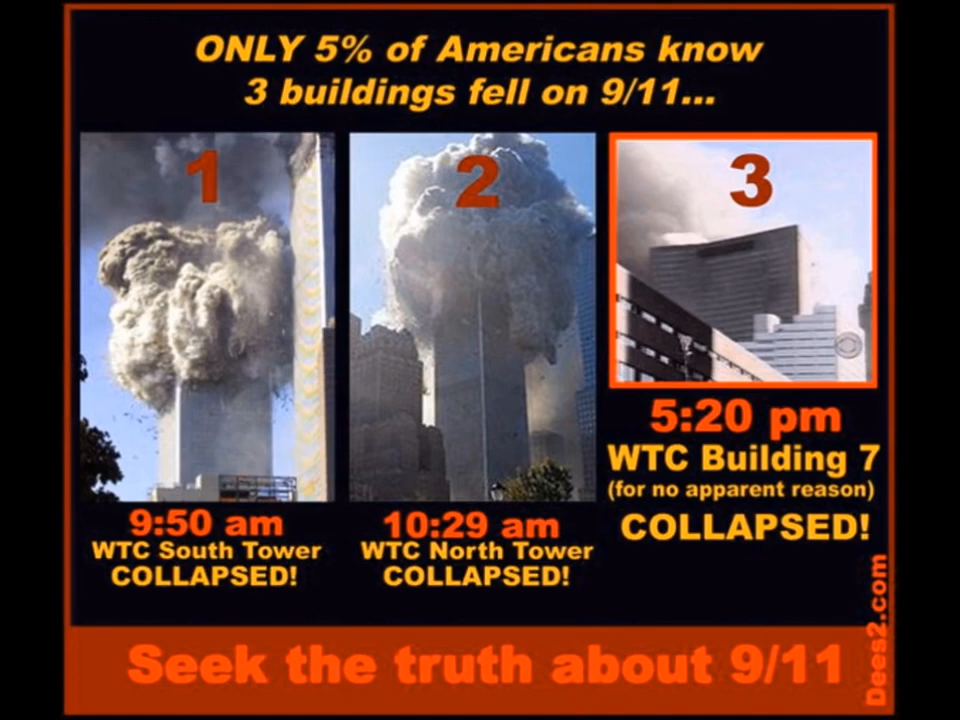 ONLY 5% of Americans know
3 buildings fell on 9/11...
1
2
3
9:50 am
WTC South Tower
COLLAPSED!
10:29 am
WTC North Tower
COLLAPSED!
5:20 pm
WTC Building 7
(for no apparent reason)
COLLAPSED!
Seek the truth about 9/11
Dees2.com